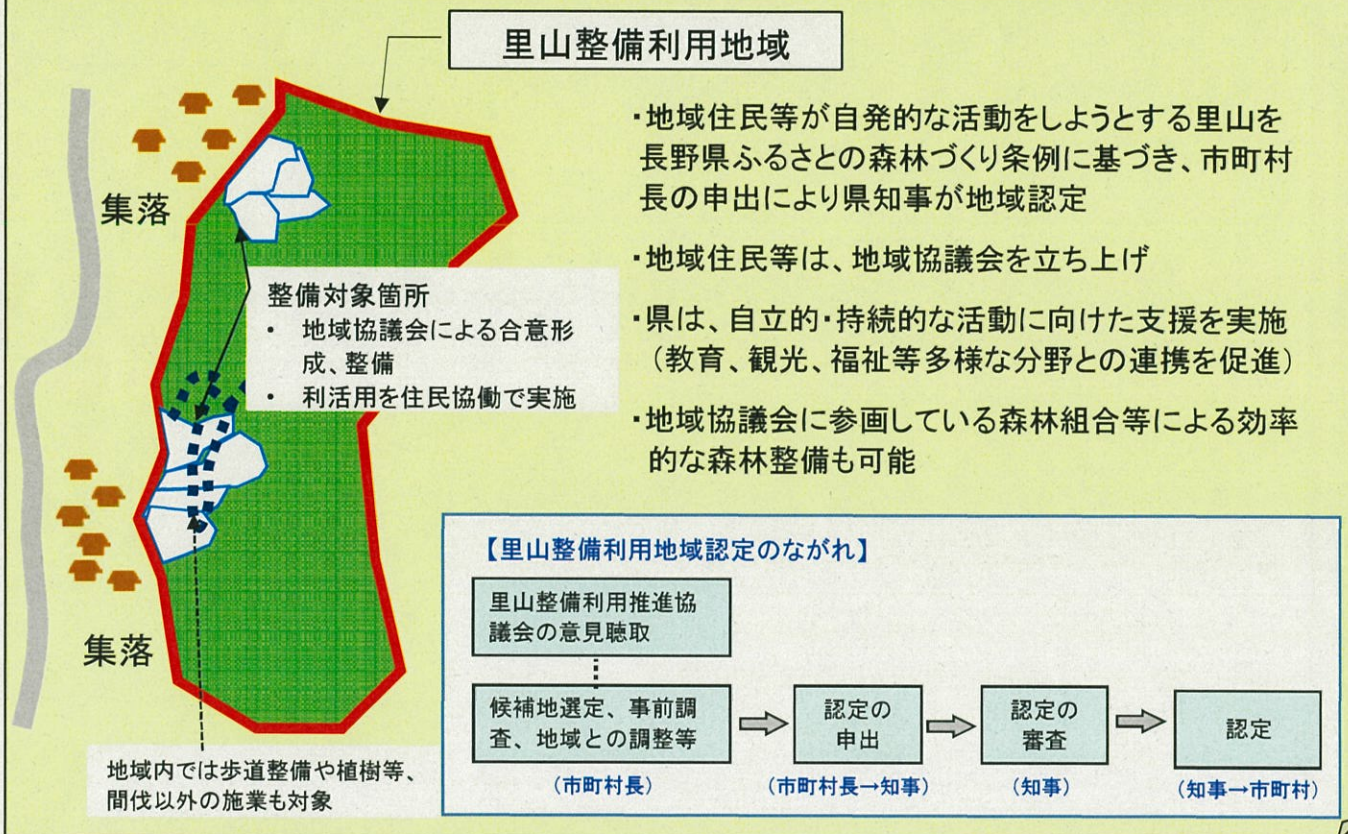 里山整備利用地域
・地域住民等が自発的な活動をしようとする里山を
長野県ふるさとの森林づくり条例に基づき、市町村
長の申出により県知事が地域認定
・地域住民等は、地域協議会を立ち上げ
・県は、自立的・持続的な活動に向けた支援を実施
（教育、観光、福祉等多様な分野との連携を促進）
・地域協議会に参画している森林組合等による効率
的な森林整備も可能
集落
整備対象箇所
• 地域協議会による合意形
成、整備
• 利活用を住民協働で実施
集落
地域内では歩道整備や植樹等、
間伐以外の施業も対象
【里山整備利用地域認定のながれ】
里山整備利用推進協
議会の意見聴取
候補地選定、事前調
査、地域との調整等
（市町村長）
認定の
申出
（市町村長→知事）
認定の
審査
（知事）
認定
（知事→市町村）